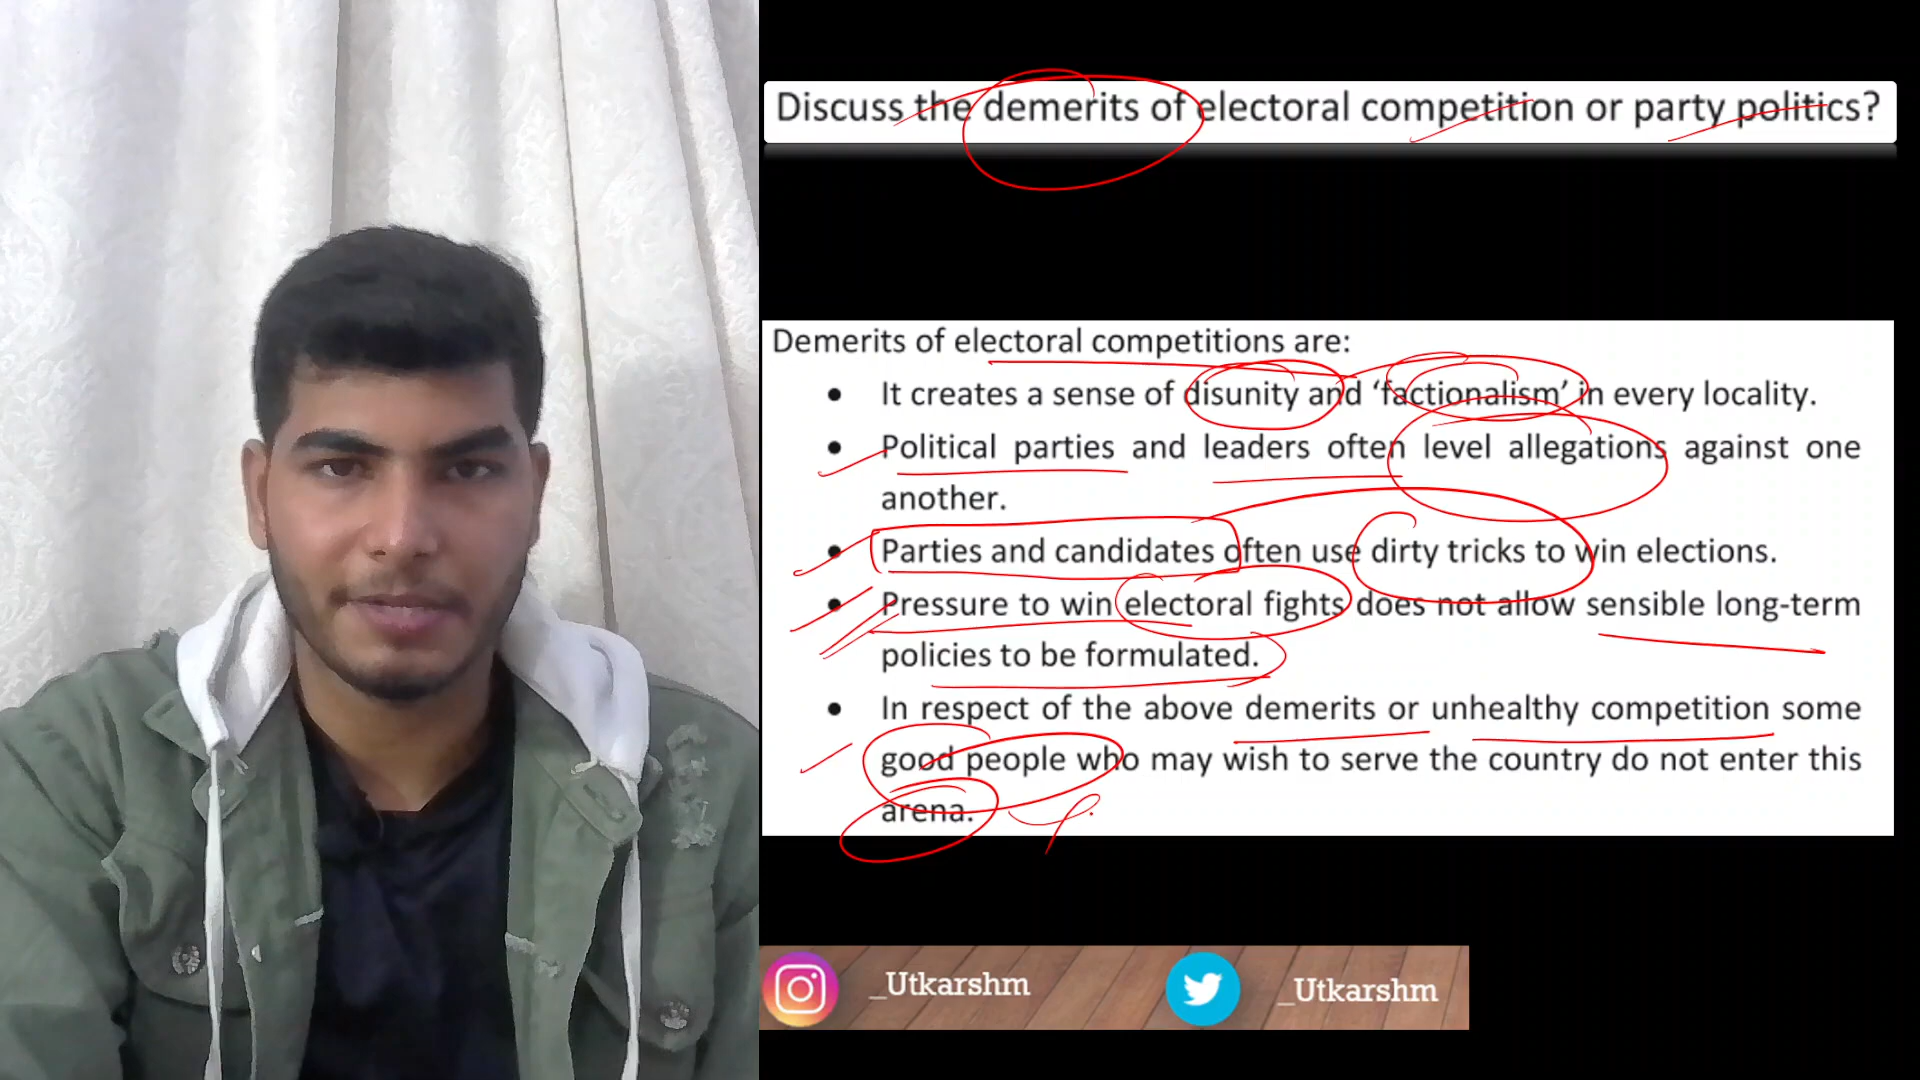 Discuss the demerits of electoral competition or party politics?
Demerits of electoral competitions are:
• It creates a sense of disunity and ‘factionalism’ in every locality.
• Political parties and leaders often level allegations against one
another.
• Parties and candidates often use dirty tricks to win elections.
• Pressure to win electoral fights does not allow sensible long-term
policies to be formulated.
• In respect of the above demerits or unhealthy competition some
good people who may wish to serve the country do not enter this
arena.
_Utkarshm
_Utkarshm